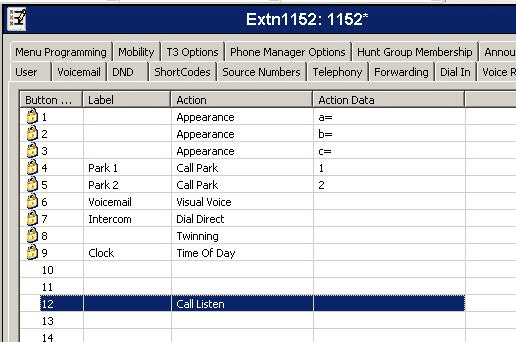 Extn1152: 1152*
Menu Programming Mobility T3 Options Phone Manager Options Hunt Group Membership Annou
User Voicemail DND ShortCodes Source Numbers Telephony Forwarding Dial In Voice R
Button ... Label Action Action Data
1 Appearance a=
2 Appearance b=
3 Appearance c=
4 Park 1 Call Park 1
5 Park 2 Call Park 2
6 Voicemail Visual Voice
7 Intercom Dial Direct
8 Twinning
9 Clock Time Of Day
10
11
12 Call Listen
13
14